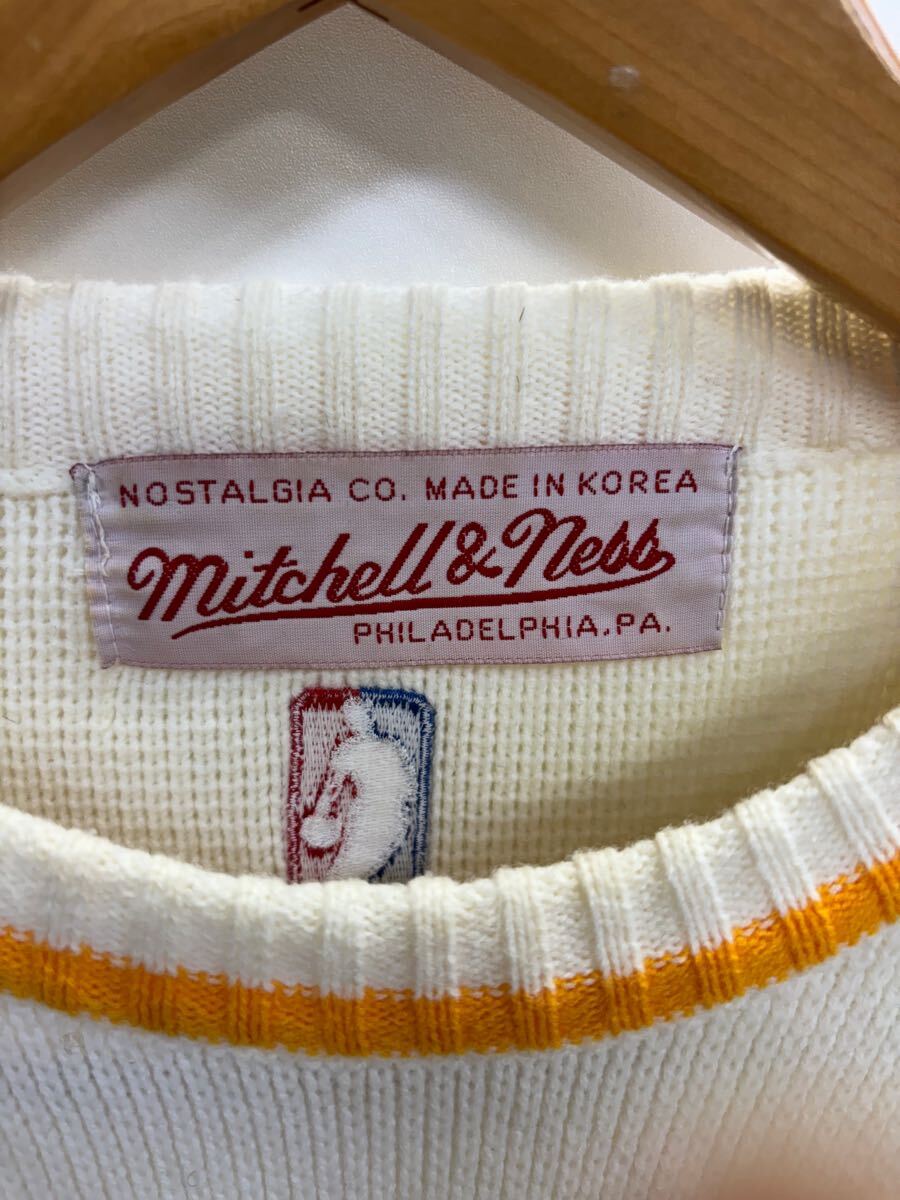 NOSTALGIA CO. MADE IN KOREA
Mitchell & Ness
PHILADELPHIA, PA.